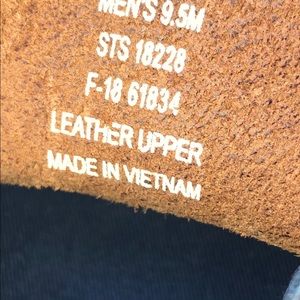 MEN'S 9.5M
STS 18228
F-18 61834
LEATHER UPPER
MADE IN VIETNAM